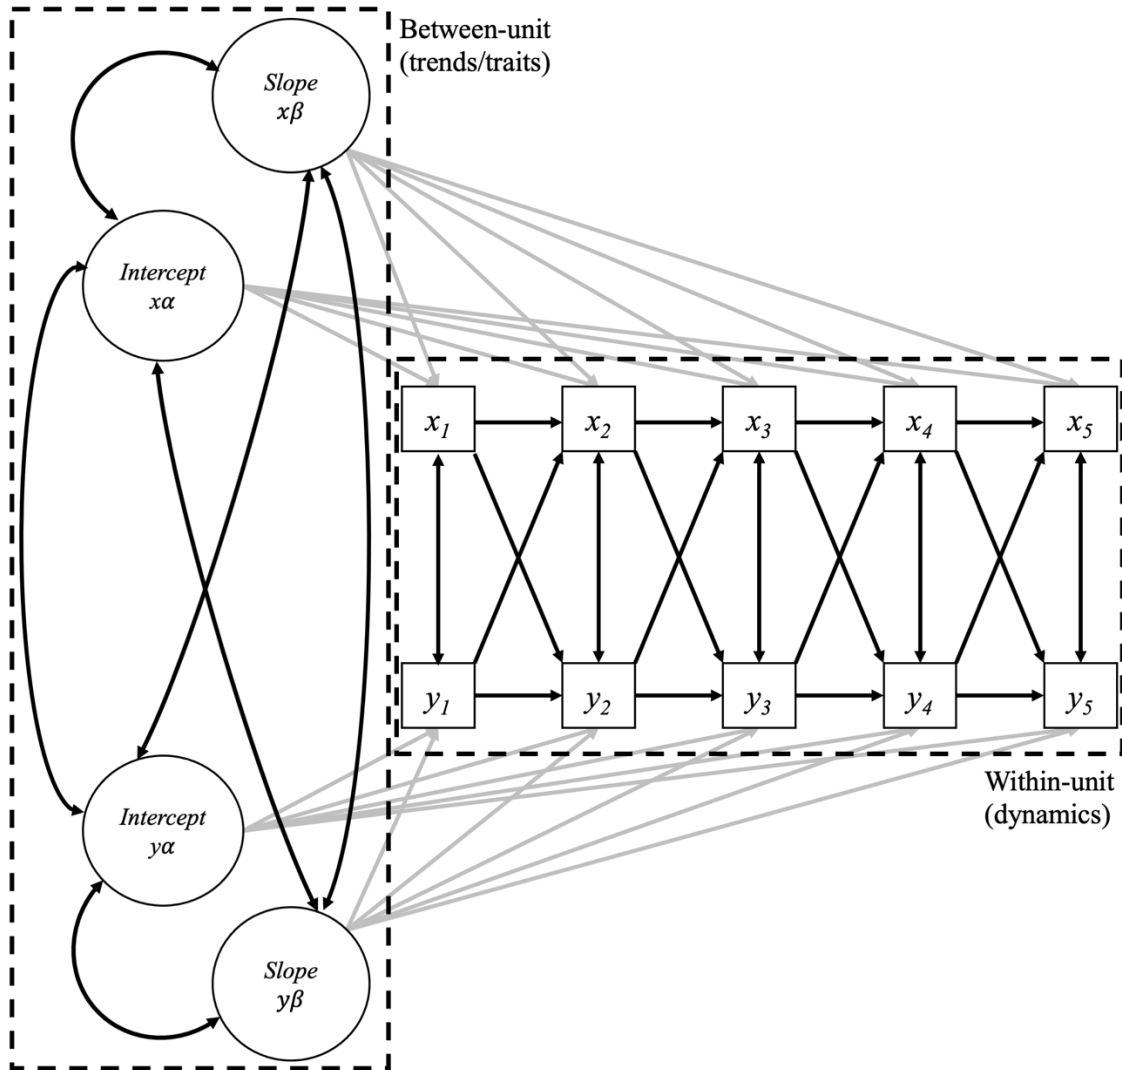 Between-unit
(trends/traits)
Slope
xβ
Intercept
xα
x1
x2
x3
x4
x5
y1
y2
y3
y4
y5
Within-unit
(dynamics)
Intercept
yα
Slope
yβ